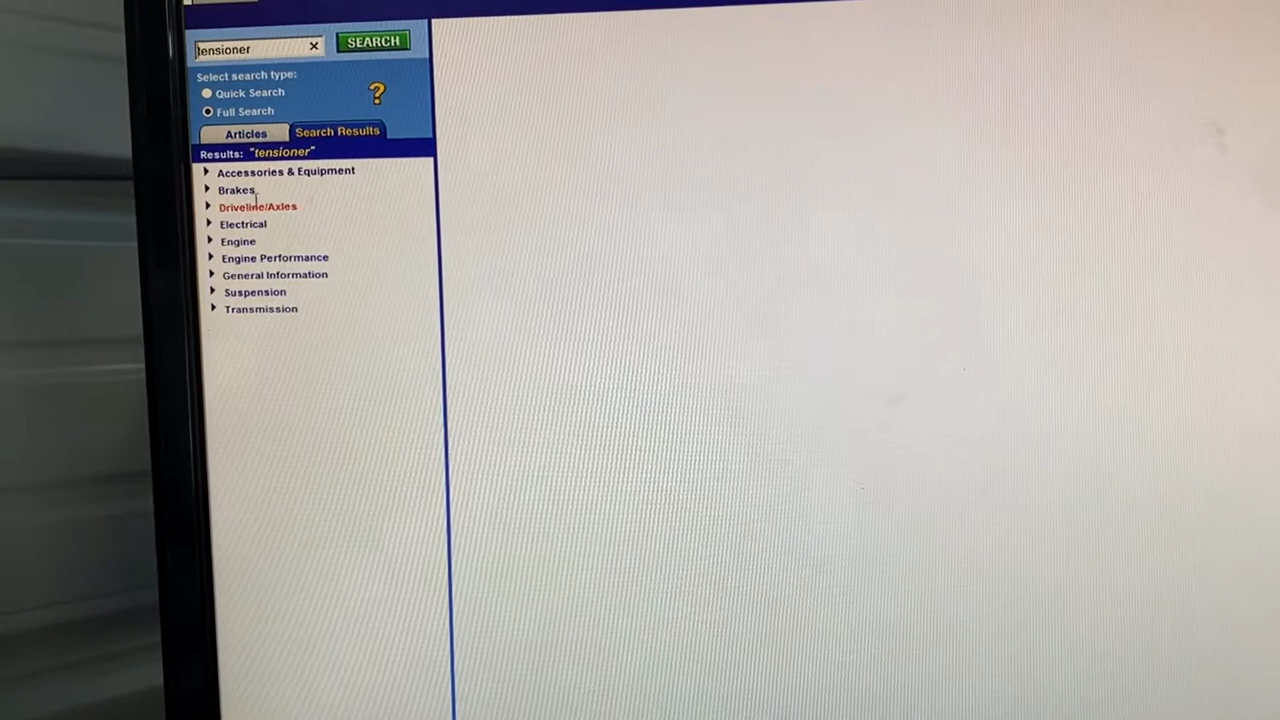 tensioner ✕ SEARCH
Select search type:
Quick Search
?
Full Search
Articles Search Results
Results: "tensioner"
Accessories & Equipment
Brakes
Driveline/Axles
Electrical
Engine
Engine Performance
General Information
Suspension
Transmission